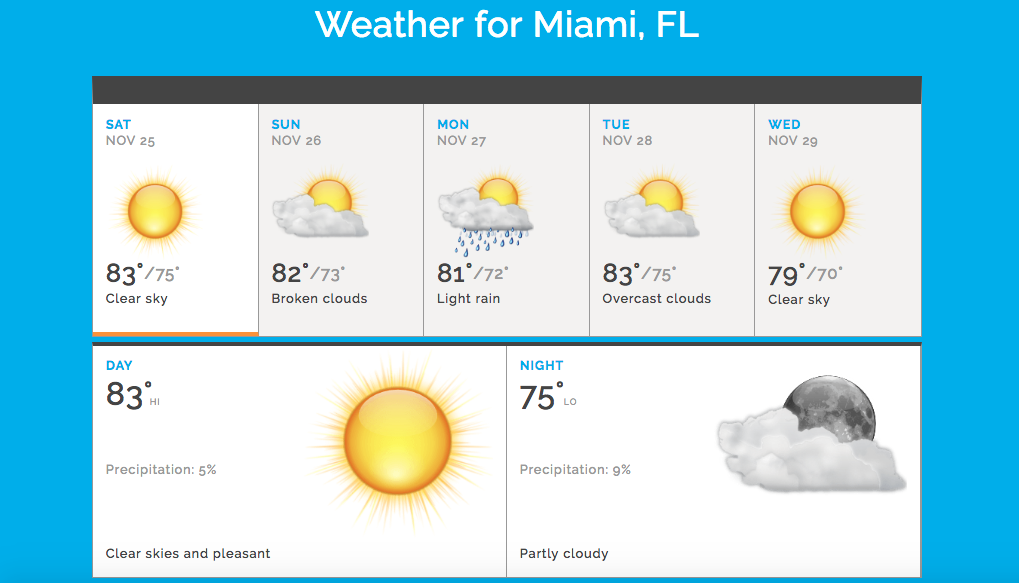 Weather for Miami, FL
SAT
NOV 25
83°/75°
Clear sky
SUN
NOV 26
82°/73°
Broken clouds
MON
NOV 27
81°/72°
Light rain
TUE
NOV 28
83°/75°
Overcast clouds
WED
NOV 29
79°/70°
Clear sky
DAY
83° HI
Precipitation: 5%
Clear skies and pleasant
NIGHT
75° LO
Precipitation: 9%
Partly cloudy